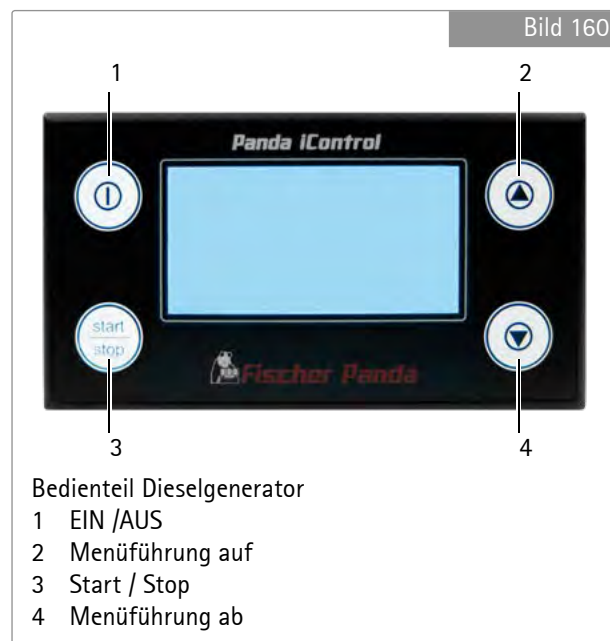 Bild 160
1 2
Panda iControl
start
stop
Fischer Panda
3 4
Bedienteil Dieselgenerator
1 EIN /AUS
2 Menüführung auf
3 Start / Stop
4 Menüführung ab